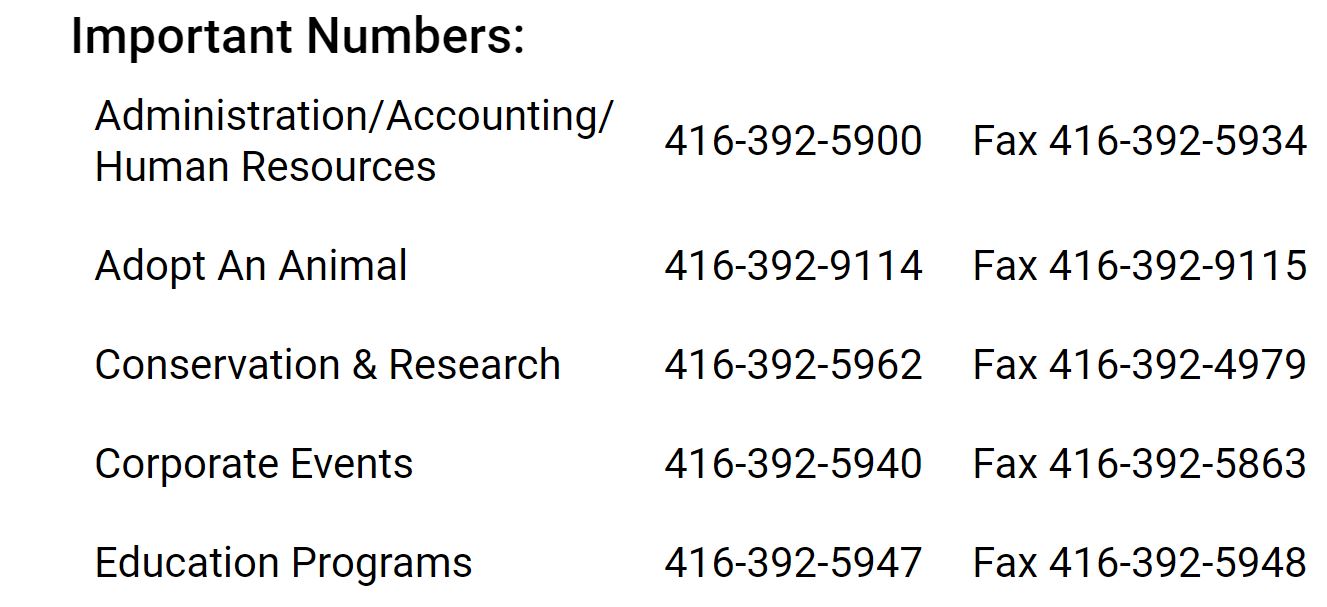 Important Numbers:
Administration/Accounting/
Human Resources 416-392-5900 Fax 416-392-5934
Adopt An Animal 416-392-9114 Fax 416-392-9115
Conservation & Research 416-392-5962 Fax 416-392-4979
Corporate Events 416-392-5940 Fax 416-392-5863
Education Programs 416-392-5947 Fax 416-392-5948